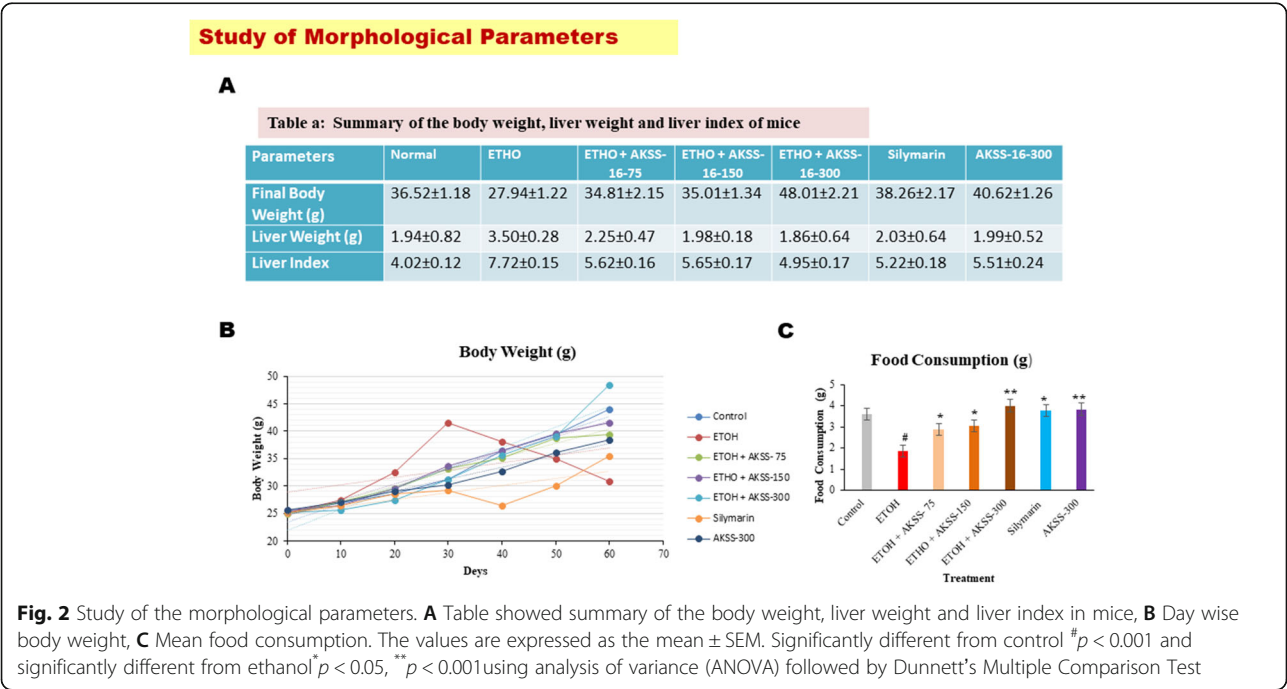 Study of Morphological Parameters
A
Table a: Summary of the body weight, liver weight and liver index of mice
Parameters Normal ETHO ETHO + AKSS-16-75 ETHO + AKSS-16-150 ETHO + AKSS-16-300 Silymarin AKSS-16-300
Final Body Weight (g) 36.52±1.18 27.94±1.22 34.81±2.15 35.01±1.34 48.01±2.21 38.26±2.17 40.62±1.26
Liver Weight (g) 1.94±0.82 3.50±0.28 2.25±0.47 1.98±0.18 1.86±0.64 2.03±0.64 1.99±0.52
Liver Index 4.02±0.12 7.72±0.15 5.62±0.16 5.65±0.17 4.95±0.17 5.22±0.18 5.51±0.24
B
Body Weight (g)
Body Weight (g)
50
45
40
35
30
25
20
0 10 20 30 40 50 60 70
Deys
Control
ETOH
ETOH + AKSS- 75
ETHO + AKSS-150
ETOH + AKSS-300
Silymarin
AKSS-300
C
Food Consumption (g)
Food Consumption (g)
5
4
3
2
1
0
# * * ** * **
Control
ETOH
ETOH + AKSS- 75
ETHO + AKSS-150
ETOH + AKSS-300
Silymarin
AKSS-300
Treatment
Fig. 2 Study of the morphological parameters. A Table showed summary of the body weight, liver weight and liver index in mice, B Day wise
body weight, C Mean food consumption. The values are expressed as the mean ± SEM. Significantly different from control #p < 0.001 and
significantly different from ethanol*p < 0.05, **p < 0.001using analysis of variance (ANOVA) followed by Dunnett's Multiple Comparison Test